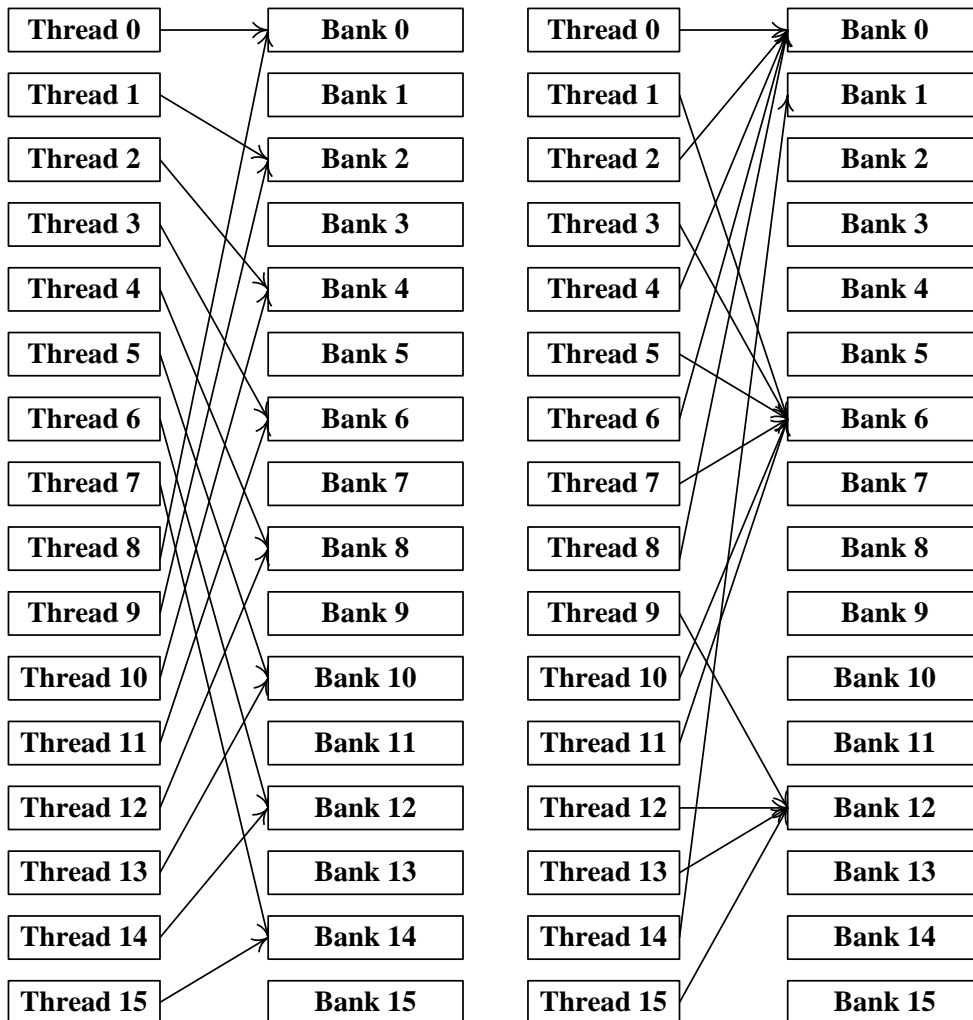 Thread 0 Bank 0 Thread 0 Bank 0
Thread 1 Bank 1 Thread 1 Bank 1
Thread 2 Bank 2 Thread 2 Bank 2
Thread 3 Bank 3 Thread 3 Bank 3
Thread 4 Bank 4 Thread 4 Bank 4
Thread 5 Bank 5 Thread 5 Bank 5
Thread 6 Bank 6 Thread 6 Bank 6
Thread 7 Bank 7 Thread 7 Bank 7
Thread 8 Bank 8 Thread 8 Bank 8
Thread 9 Bank 9 Thread 9 Bank 9
Thread 10 Bank 10 Thread 10 Bank 10
Thread 11 Bank 11 Thread 11 Bank 11
Thread 12 Bank 12 Thread 12 Bank 12
Thread 13 Bank 13 Thread 13 Bank 13
Thread 14 Bank 14 Thread 14 Bank 14
Thread 15 Bank 15 Thread 15 Bank 15